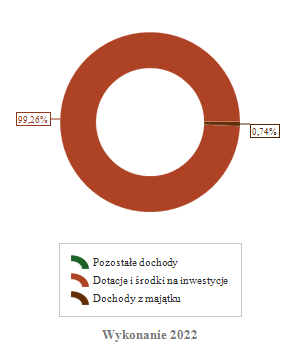 99,26%
0,74%
Pozostałe dochody
Dotacje i środki na inwestycje
Dochody z majątku
Wykonanie 2022